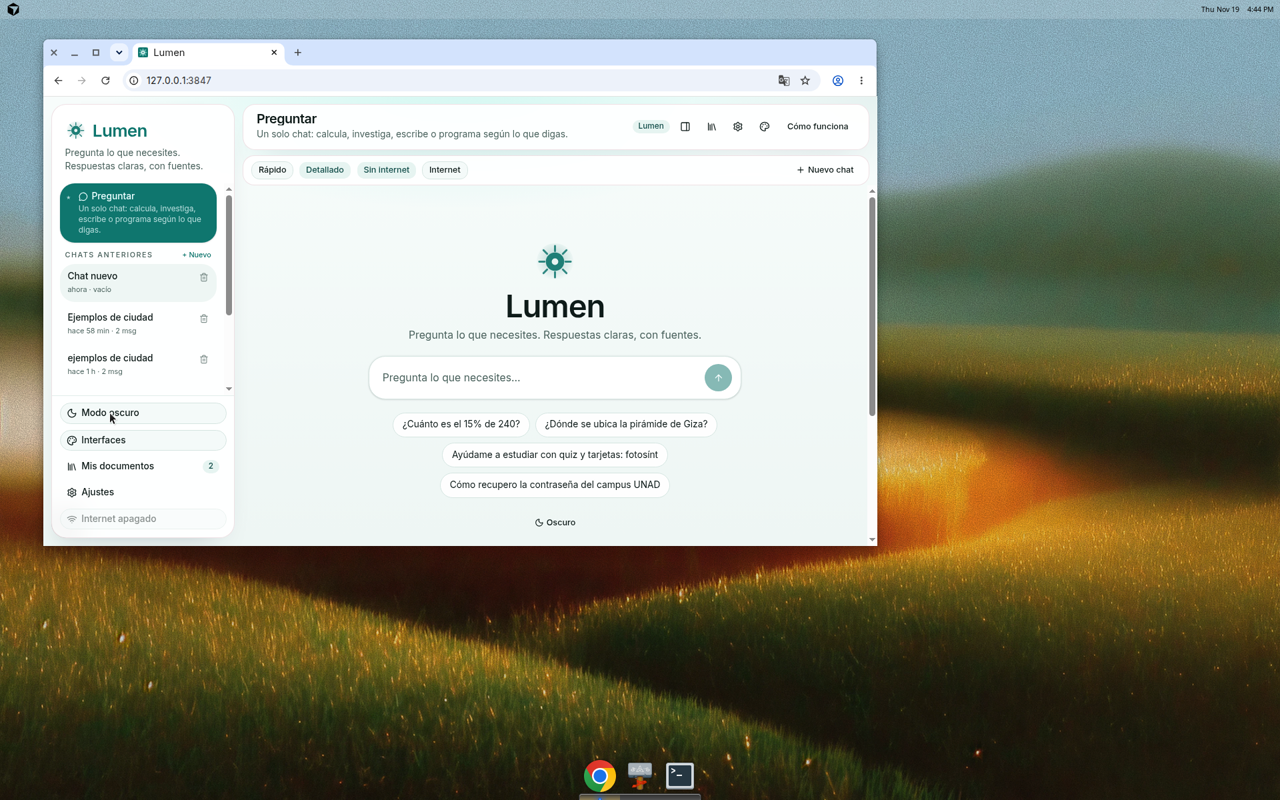 Thu Nov 19 4:44 PM
Lumen
127.0.0.1:3847
Lumen
Pregunta lo que necesites.
Respuestas claras, con fuentes.
Preguntar
Un solo chat: calcula, investiga,
escribe o programa según lo que
digas.
CHATS ANTERIORES
+ Nuevo
Chat nuevo
ahora · vacío
Ejemplos de ciudad
hace 58 min · 2 msg
ejemplos de ciudad
hace 1 h · 2 msg
Modo oscuro
Interfaces
Mis documentos 2
Ajustes
Internet apagado
Preguntar
Un solo chat: calcula, investiga, escribe o programa según lo que digas.
Lumen
Cómo funciona
Rápido Detallado Sin internet Internet
+ Nuevo chat
Lumen
Pregunta lo que necesites. Respuestas claras, con fuentes.
Pregunta lo que necesites...
¿Cuánto es el 15% de 240? ¿Dónde se ubica la pirámide de Giza?
Ayúdame a estudiar con quiz y tarjetas: fotosínt
Cómo recupero la contraseña del campus UNAD
Oscuro